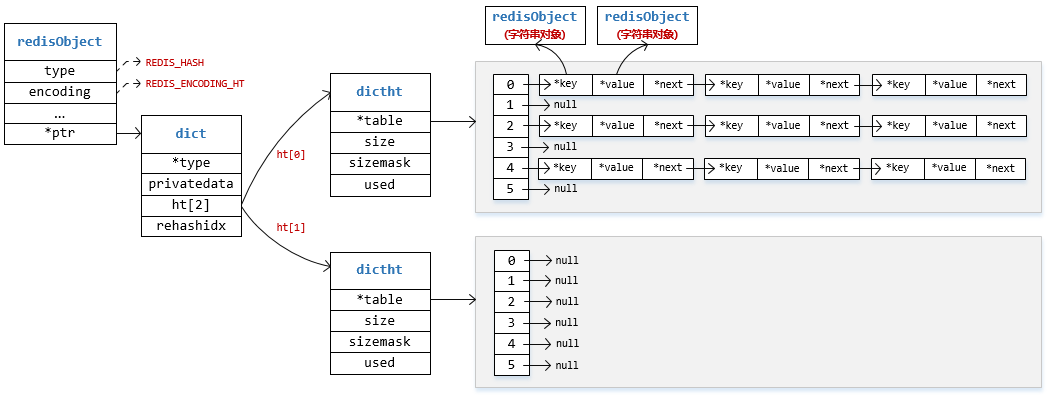 redisObject
type
encoding
…
*ptr
REDIS_HASH
REDIS_ENCODING_HT
dict
*type
privatedata
ht[2]
rehashidx
ht[0]
ht[1]
dictht
*table
size
sizemask
used
dictht
*table
size
sizemask
used
redisObject
(字符串对象)
redisObject
(字符串对象)
0 *key *value *next *key *value *next *key *value *next
1 null
2 *key *value *next *key *value *next *key *value *next
3 null
4 *key *value *next *key *value *next *key *value *next
5 null
0 null
1 null
2 null
3 null
4 null
5 null